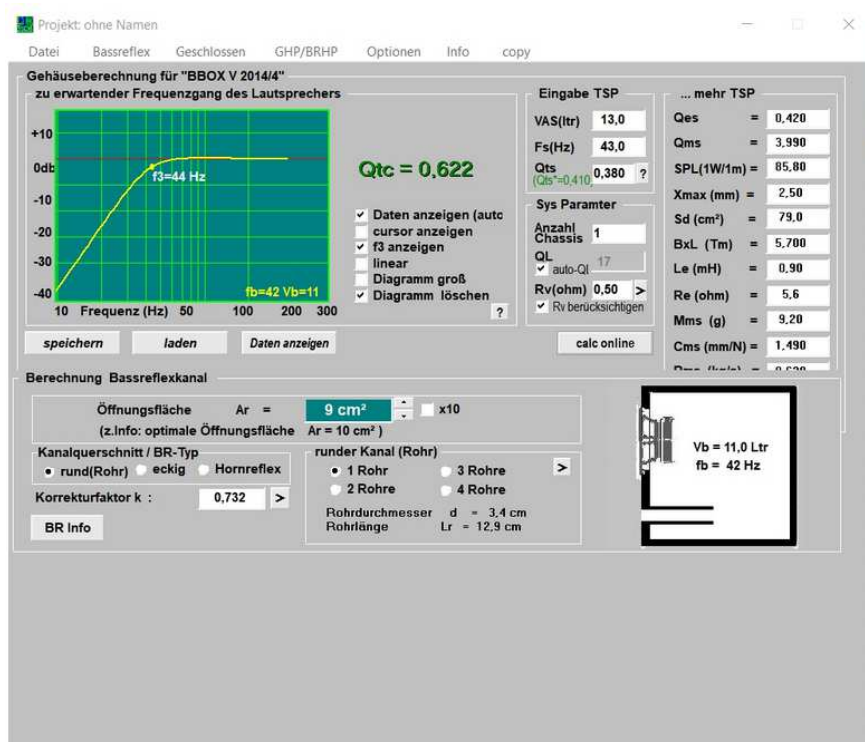 Projekt: ohne Namen
Datei Bassreflex Geschlossen GHP/BRHP Optionen Info copy
Gehäuseberechnung für "BBOX V 2014/4"
zu erwartender Frequenzgang des Lautsprechers
+10
0db
-10
-20
-30
-40
f3=44 Hz
fb=42 Vb=11
10 Frequenz (Hz) 50 100 200 300
Qtc = 0,622
Daten anzeigen (auto
cursor anzeigen
f3 anzeigen
linear
Diagramm groß
Diagramm löschen
?
speichern laden Daten anzeigen
Eingabe TSP
VAS(ltr) 13,0
Fs(Hz) 43,0
Qts 0,380 ?
(Qts*=0,410,
Sys Paramter
Anzahl
Chassis 1
QL 17
auto-Ql
Rv(ohm) 0,50 >
Rv berücksichtigen
calc online
... mehr TSP
Qes = 0,420
Qms = 3,990
SPL(1W/1m) = 85,80
Xmax (mm) = 2,50
Sd (cm²) = 79,0
BxL (Tm) = 5,700
Le (mH) = 0,90
Re (ohm) = 5,6
Mms (g) = 9,20
Cms (mm/N) = 1,490
Berechnung Bassreflexkanal
Öffnungsfläche Ar = 9 cm² x10
(z.Info: optimale Öffnungsfläche Ar = 10 cm² )
Kanalquerschnitt / BR-Typ
rund(Rohr) eckig Hornreflex
Korrekturfaktor k : 0,732 >
BR Info
runder Kanal (Rohr)
1 Rohr 3 Rohre >
2 Rohre 4 Rohre
Rohrdurchmesser d = 3,4 cm
Rohrlänge Lr = 12,9 cm
Vb = 11,0 Ltr
fb = 42 Hz